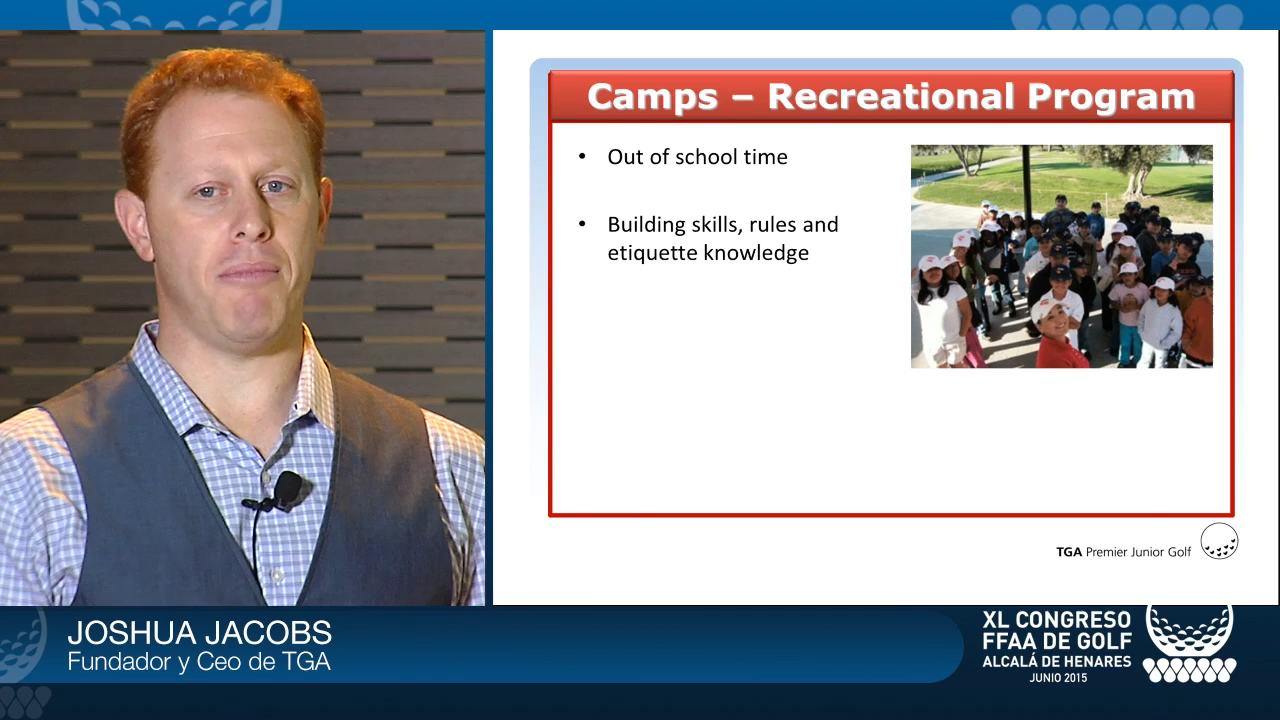 Camps – Recreational Program
• Out of school time
• Building skills, rules and
etiquette knowledge
TGA Premier Junior Golf
JOSHUA JACOBS
Fundador y Ceo de TGA
XL CONGRESO
FFAA DE GOLF
ALCALÁ DE HENARES
JUNIO 2015